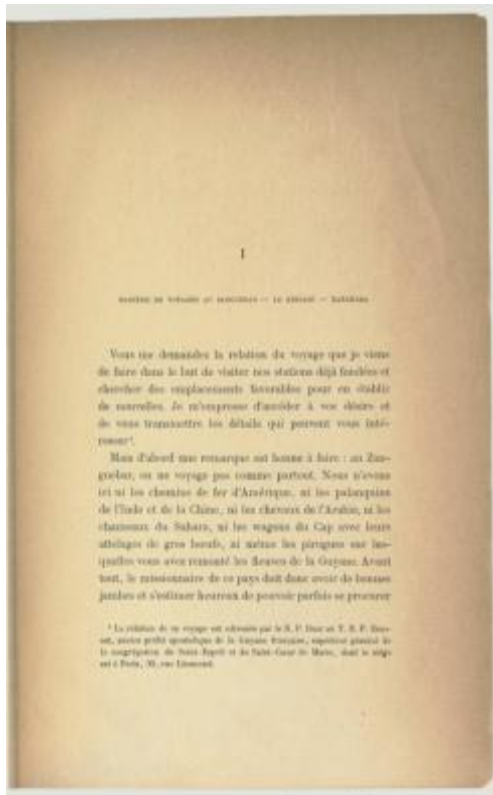 I
MANIÈRE DE VOYAGER AU ZANGUEBAR — LE DÉPART —
Vous me demandez la relation du voyage que je viens
de faire dans le but de visiter nos stations déjà fondées et
chercher des emplacements favorables pour en établir
de nouvelles. Je m'empresse d'accéder à vos désirs et
de vous transmettre les détails qui peuvent vous inté-
resser¹.
Mais d'abord une remarque est bonne à faire : au Zan-
guebar, on ne voyage pas comme partout. Nous n'avons
ici ni les chemins de fer d'Amérique, ni les palanquins
de l'Inde et de la Chine, ni les chevaux de l'Arabie, ni les
chameaux du Sahara, ni les wagons du Cap avec leurs
attelages de gros bœufs, ni même les pirogues sur les-
quelles vous avez remonté les fleuves de la Guyane. Avant
tout, le missionnaire de ce pays doit donc avoir de bonnes
jambes et s'estimer heureux de pouvoir parfois se procurer
¹ La relation de ce voyage est adressée par le R. P. Baur au T. R. P. Emo-
net, ancien préfet apostolique de la Guyane française, supérieur général de
la congrégation du Saint-Esprit et du Saint-Cœur de Marie, dont le siège
est à Paris, 30, rue Lhomond.